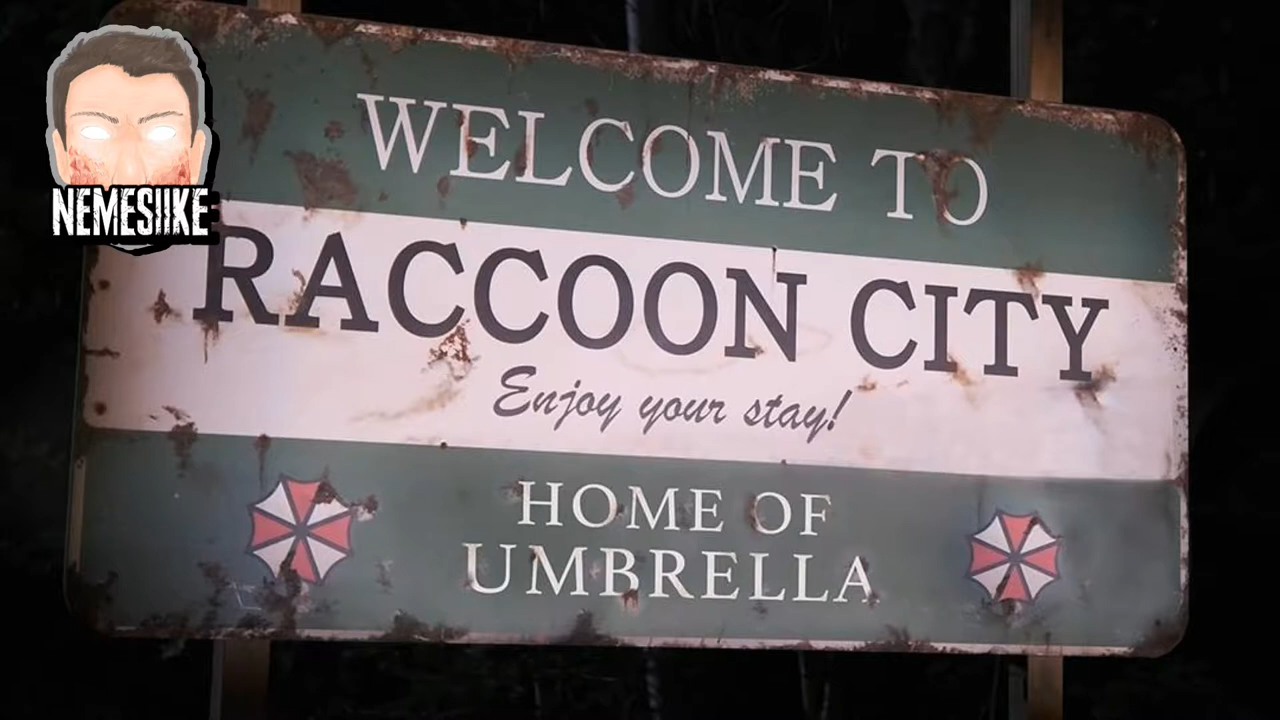 NEMESIIKE
WELCOME TO
RACCOON CITY
Enjoy your stay!
HOME OF
UMBRELLA